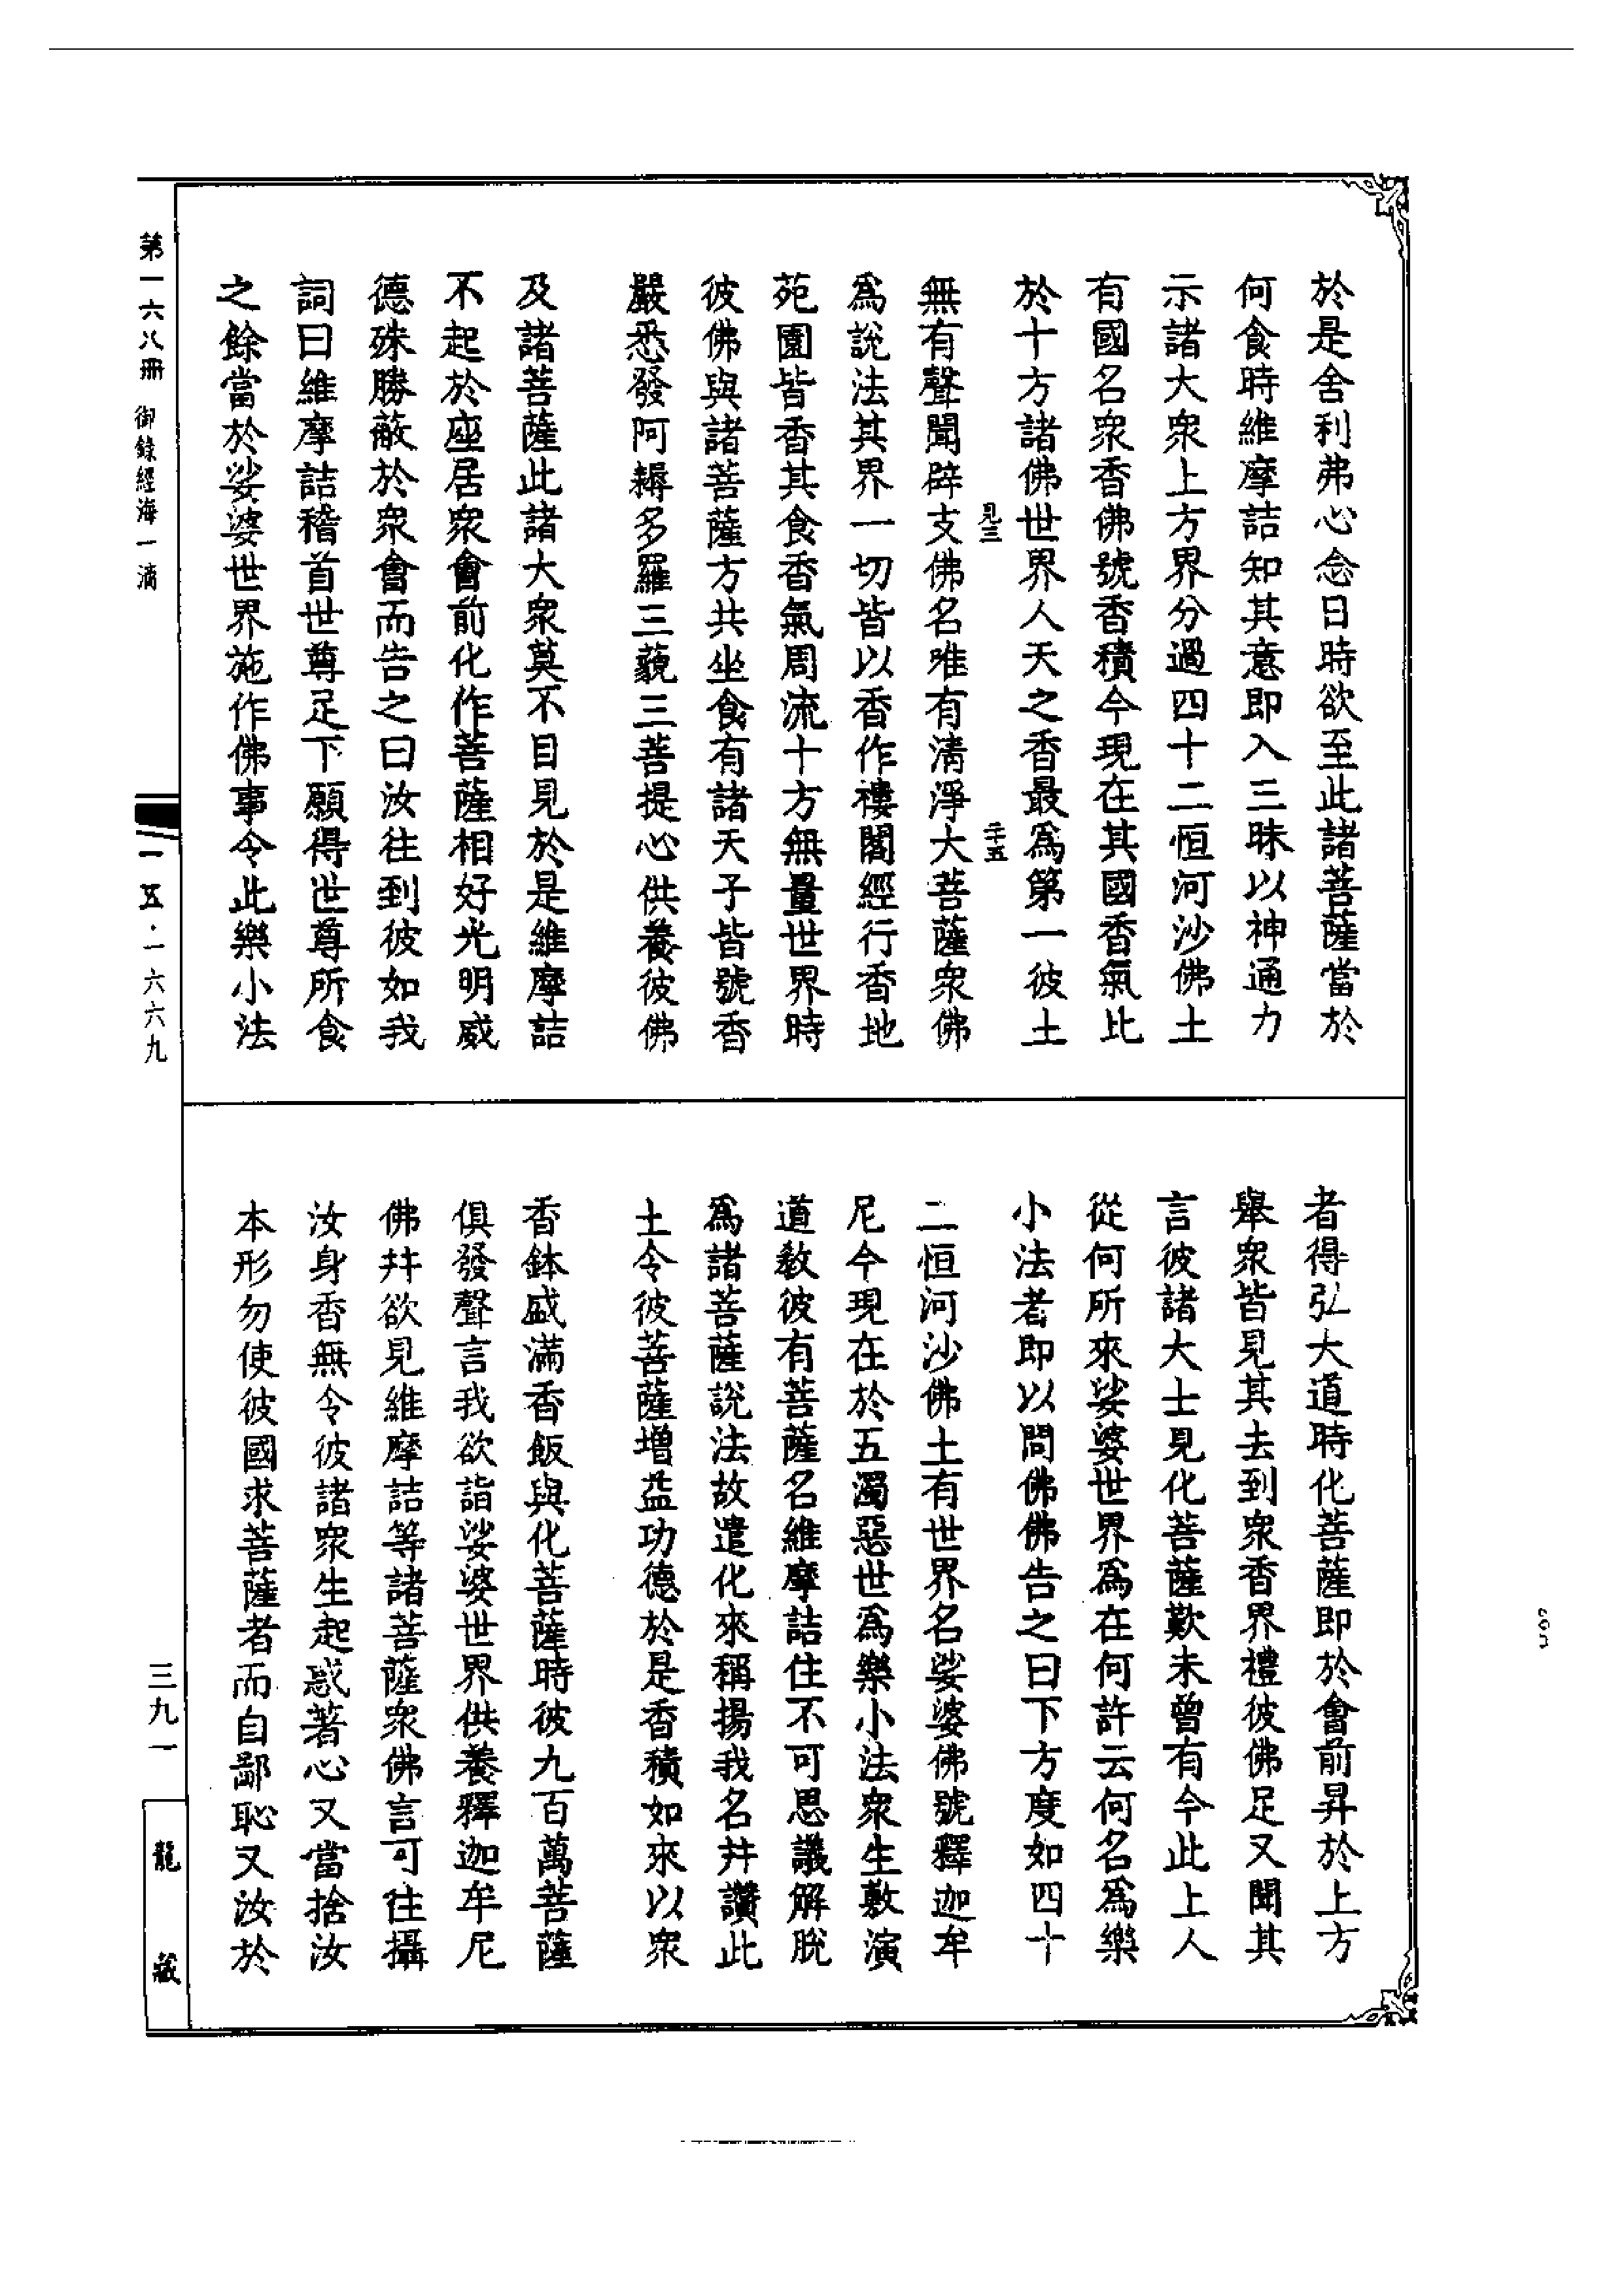 於是舍利弗心念日時欲至此諸菩薩當於
何食時維摩詰知其意即入三昧以神通力
示諸大衆上方界分過四十二恒河沙佛土
有國名衆香佛號香積今現在其國香氣比
於十方諸佛世界人天之香最爲第一彼土
見三
二十五
無有聲聞辟支佛名唯有淸淨大菩薩衆佛
爲說法其界一切皆以香作樓閣經行香地
苑園皆香其食香氣周流十方無量世界時
彼佛與諸菩薩方共坐食有諸天子皆號香
嚴悉發阿耨多羅三藐三菩提心供養彼佛
及諸菩薩此諸大衆莫不目見於是維摩詰
不起於座居衆會前化作菩薩相好光明威
德殊勝蔽於衆會而告之曰汝往到彼如我
詞曰維摩詰稽首世尊足下願得世尊所食
之餘當於娑婆世界施作佛事令此樂小法
者得弘大道時化菩薩即於會前昇於上方
舉衆皆見其去到衆香界禮彼佛足又聞其
言彼諸大士見化菩薩歎未曾有今此上人
從何所來娑婆世界爲在何許云何名爲樂
小法者即以問佛佛告之曰下方度如四十
二恒河沙佛土有世界名娑婆佛號釋迦牟
尼今現在於五濁惡世爲樂小法衆生敷演
道教彼有菩薩名維摩詰住不可思議解脫
爲諸菩薩說法故遣化來稱揚我名幷讚此
土令彼菩薩增益功德於是香積如來以衆
香鉢盛滿香飯與化菩薩時彼九百萬菩薩
俱發聲言我欲詣娑婆世界供養釋迦牟尼
佛幷欲見維摩詰等諸菩薩衆佛言可往攝
汝身香無令彼諸衆生起惑著心又當捨汝
本形勿使彼國求菩薩者而自鄙恥又汝於
第一六八冊 御錄經海一滴
一五·一六六九
三九一
龍藏